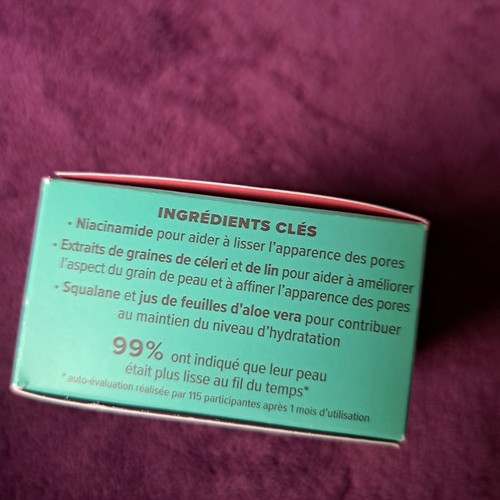 INGRÉDIENTS CLÉS
- Niacinamide pour aider à lisser l'apparence des pores
- Extraits de graines de céleri et de lin pour aider à améliorer
l'aspect du grain de peau et à affiner l'apparence des pores
- Squalane et jus de feuilles d'aloe vera pour contribuer
au maintien du niveau d'hydratation
99% ont indiqué que leur peau
était plus lisse au fil du temps*
* auto-évaluation réalisée par 115 participantes après 1 mois d'utilisation